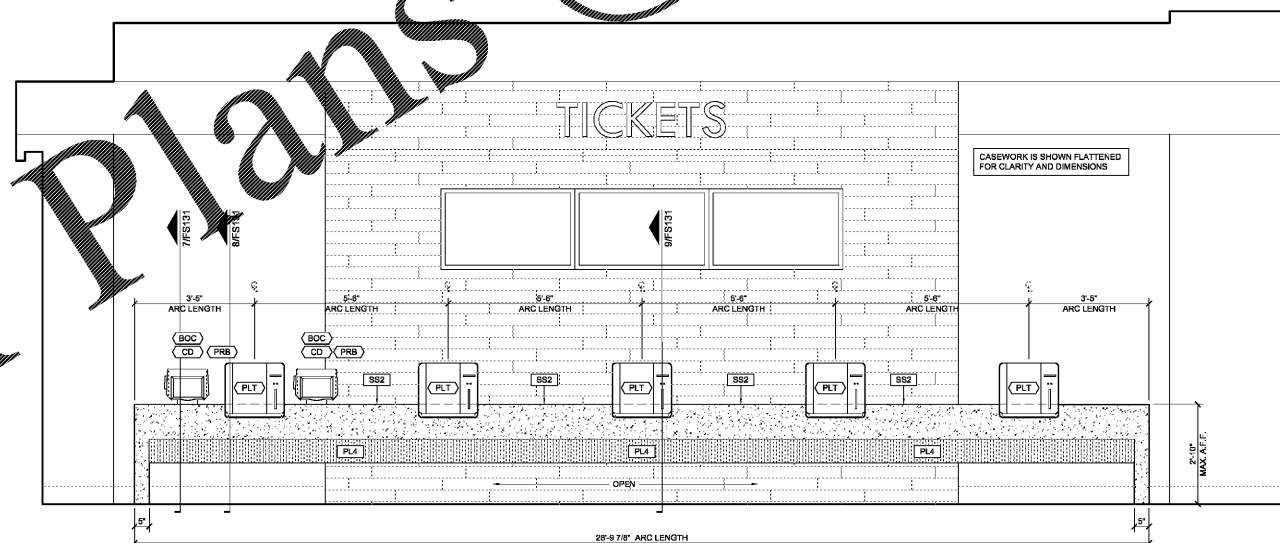 Plans
TICKETS
CASEWORK IS SHOWN FLATTENED
FOR CLARITY AND DIMENSIONS
7/FS131
8/FS131
9/FS131
3'-5"
ARC LENGTH
5'-6"
ARC LENGTH
5'-6"
ARC LENGTH
5'-6"
ARC LENGTH
5'-6"
ARC LENGTH
3'-5"
ARC LENGTH
BOC
CD
PRB
BOC
CD
PRB
PLT
SS2
PLT
SS2
PLT
SS2
PLT
SS2
PLT
PL4
PL4
PL4
OPEN
2'-10"
MAX. A.F.F.
5"
5"
28'-9 7/8" ARC LENGTH